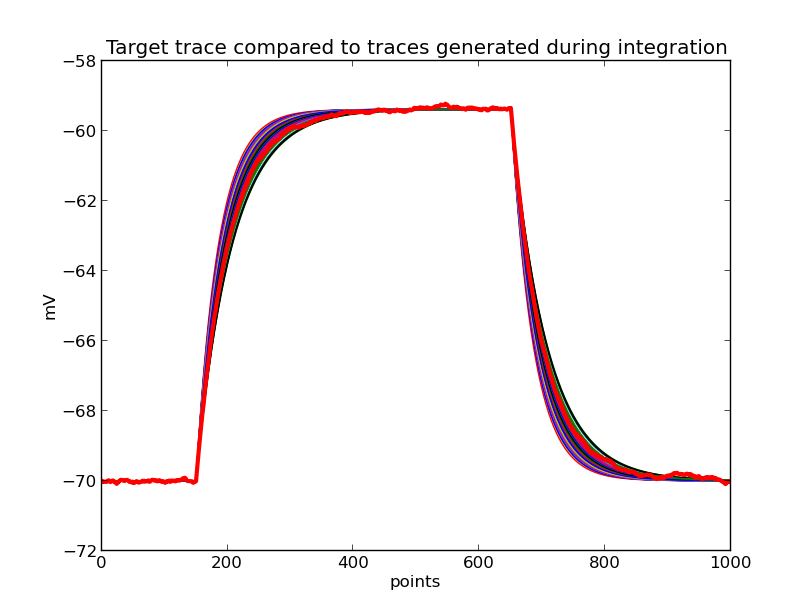 Target trace compared to traces generated during integration
−58
−60
−62
−64
mV
−66
−68
−70
−72
0 200 400 600 800 1000
points